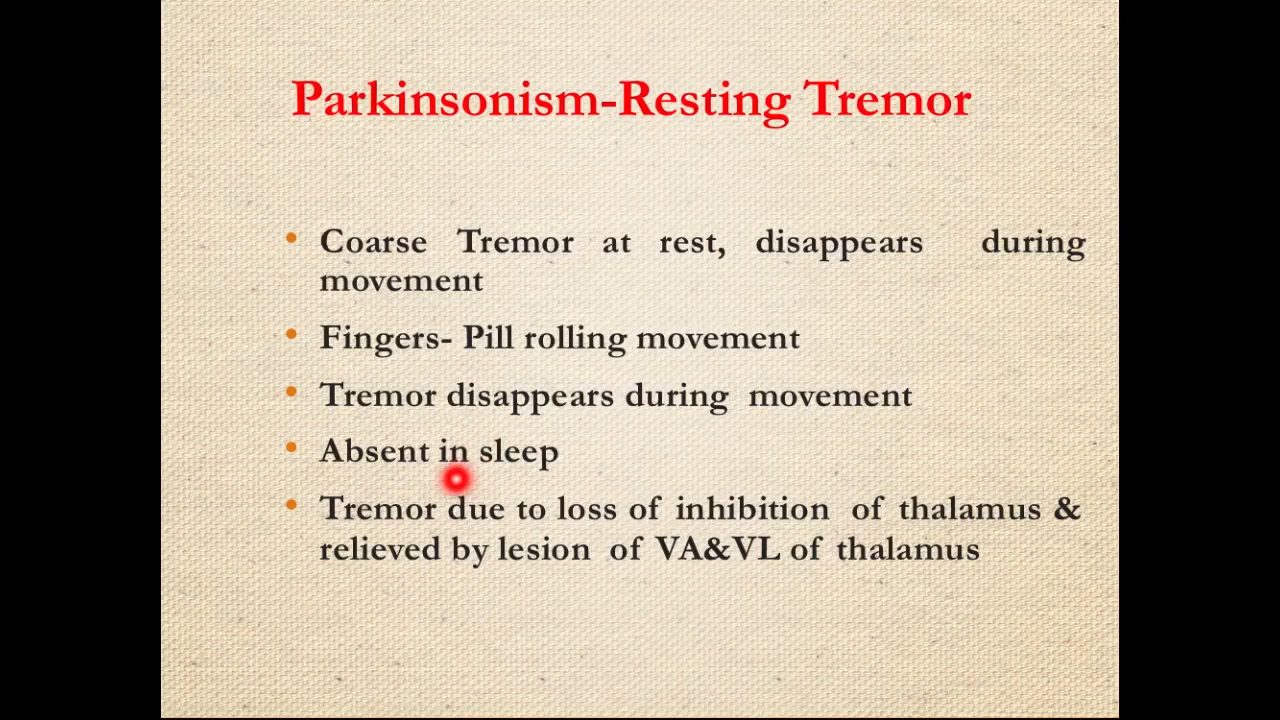 Parkinsonism-Resting Tremor
• Coarse Tremor at rest, disappears during
movement
• Fingers- Pill rolling movement
• Tremor disappears during movement
• Absent in sleep
• Tremor due to loss of inhibition of thalamus &
relieved by lesion of VA&VL of thalamus